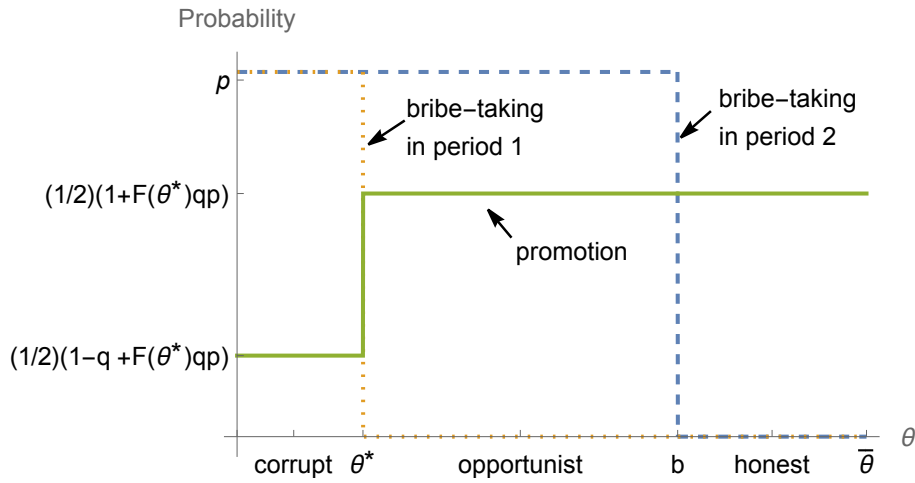 Probability
p
bribe−taking
in period 1
bribe−taking
in period 2
(1/2)(1+F(θ*)qp)
promotion
(1/2)(1−q +F(θ*)qp)
θ
corrupt θ* opportunist b honest θ̅